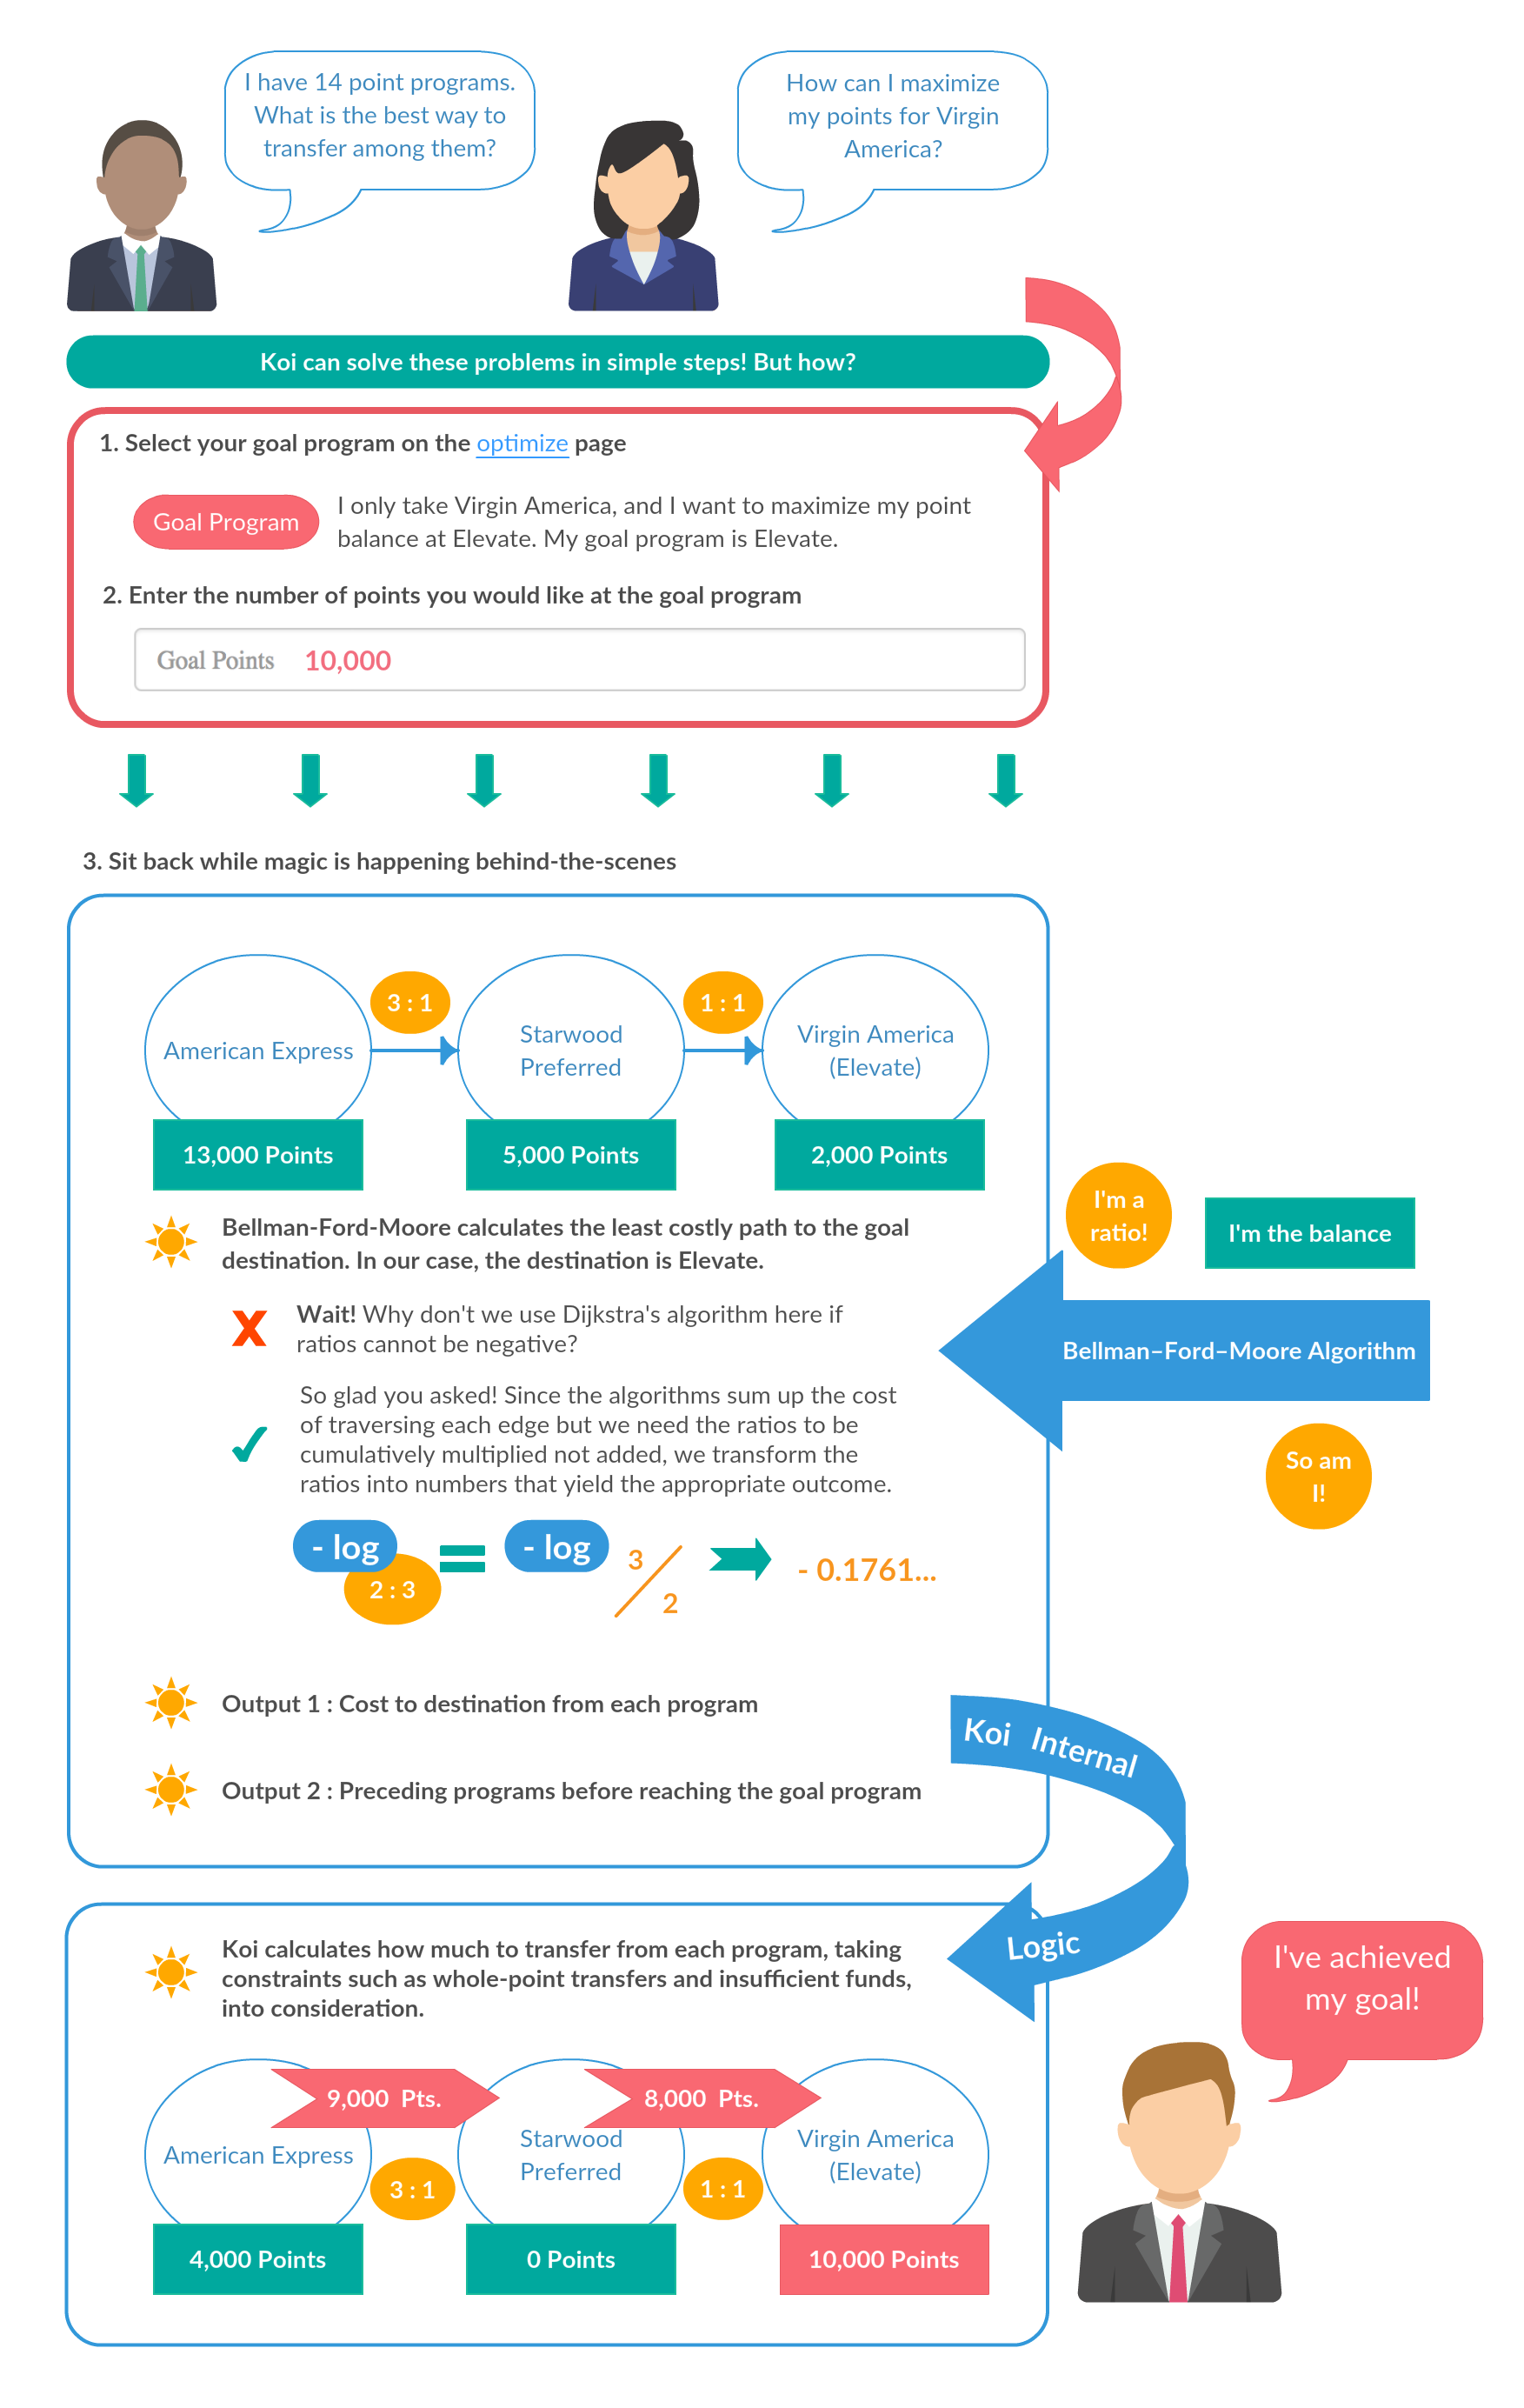 I have 14 point programs.
What is the best way to
transfer among them?
How can I maximize
my points for Virgin
America?
Koi can solve these problems in simple steps! But how?
1. Select your goal program on the optimize page
Goal Program
I only take Virgin America, and I want to maximize my point
balance at Elevate. My goal program is Elevate.
2. Enter the number of points you would like at the goal program
Goal Points 10,000
3. Sit back while magic is happening behind-the-scenes
3 : 1
1 : 1
American Express
Starwood
Preferred
Virgin America
(Elevate)
13,000 Points
5,000 Points
2,000 Points
I'm a
ratio!
I'm the balance
Bellman-Ford-Moore calculates the least costly path to the goal
destination. In our case, the destination is Elevate.
Wait! Why don't we use Dijkstra's algorithm here if
ratios cannot be negative?
Bellman–Ford–Moore Algorithm
So glad you asked! Since the algorithms sum up the cost
of traversing each edge but we need the ratios to be
cumulatively multiplied not added, we transform the
ratios into numbers that yield the appropriate outcome.
So am
I!
- log
2 : 3
=
- log
3
/
2
- 0.1761...
Output 1 : Cost to destination from each program
Output 2 : Preceding programs before reaching the goal program
Koi Internal
Logic
Koi calculates how much to transfer from each program, taking
constraints such as whole-point transfers and insufficient funds,
into consideration.
I've achieved
my goal!
9,000 Pts.
8,000 Pts.
American Express
Starwood
Preferred
Virgin America
(Elevate)
3 : 1
1 : 1
4,000 Points
0 Points
10,000 Points